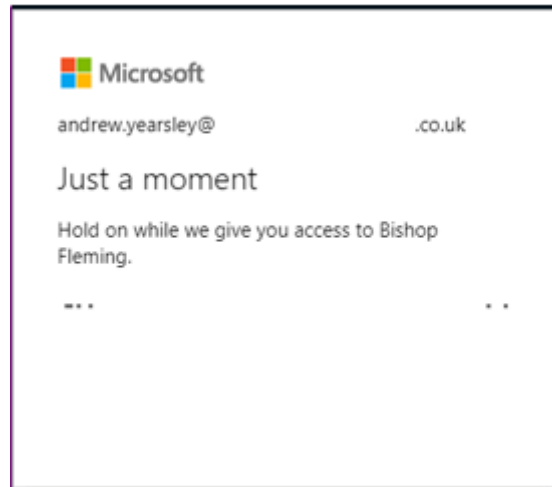 Microsoft
andrew.yearsley@ .co.uk
Just a moment
Hold on while we give you access to Bishop
Fleming.